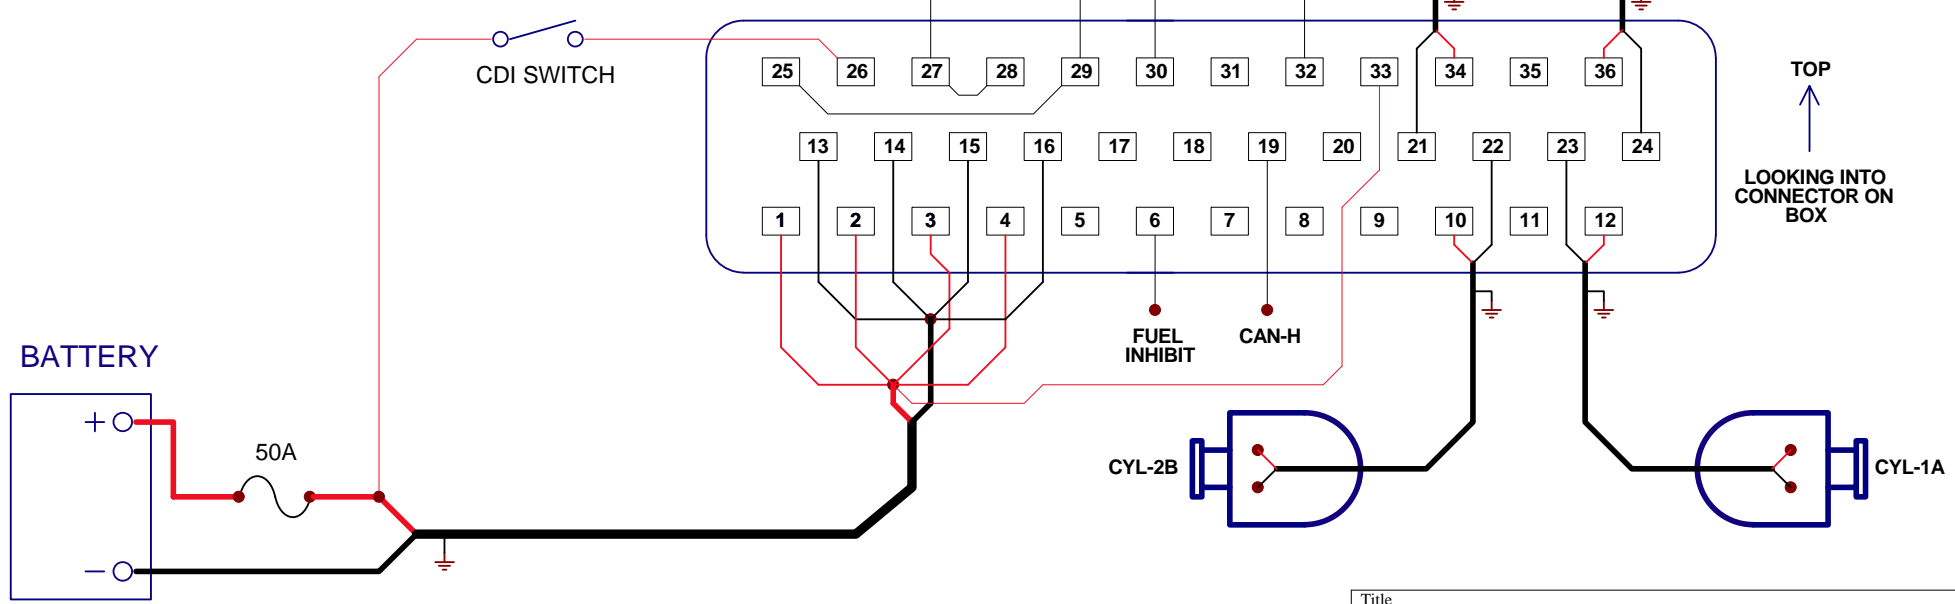 CDI SWITCH
25 26 27 28 29 30 31 32 33 34 35 36
13 14 15 16 17 18 19 20 21 22 23 24
1 2 3 4 5 6 7 8 9 10 11 12
TOP
LOOKING INTO
CONNECTOR ON
BOX
FUEL
INHIBIT
CAN-H
BATTERY
+
50A
−
CYL-2B
CYL-1A
Title